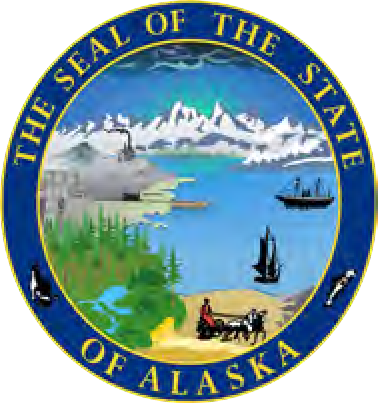 THE SEAL OF THE STATE
OF ALASKA